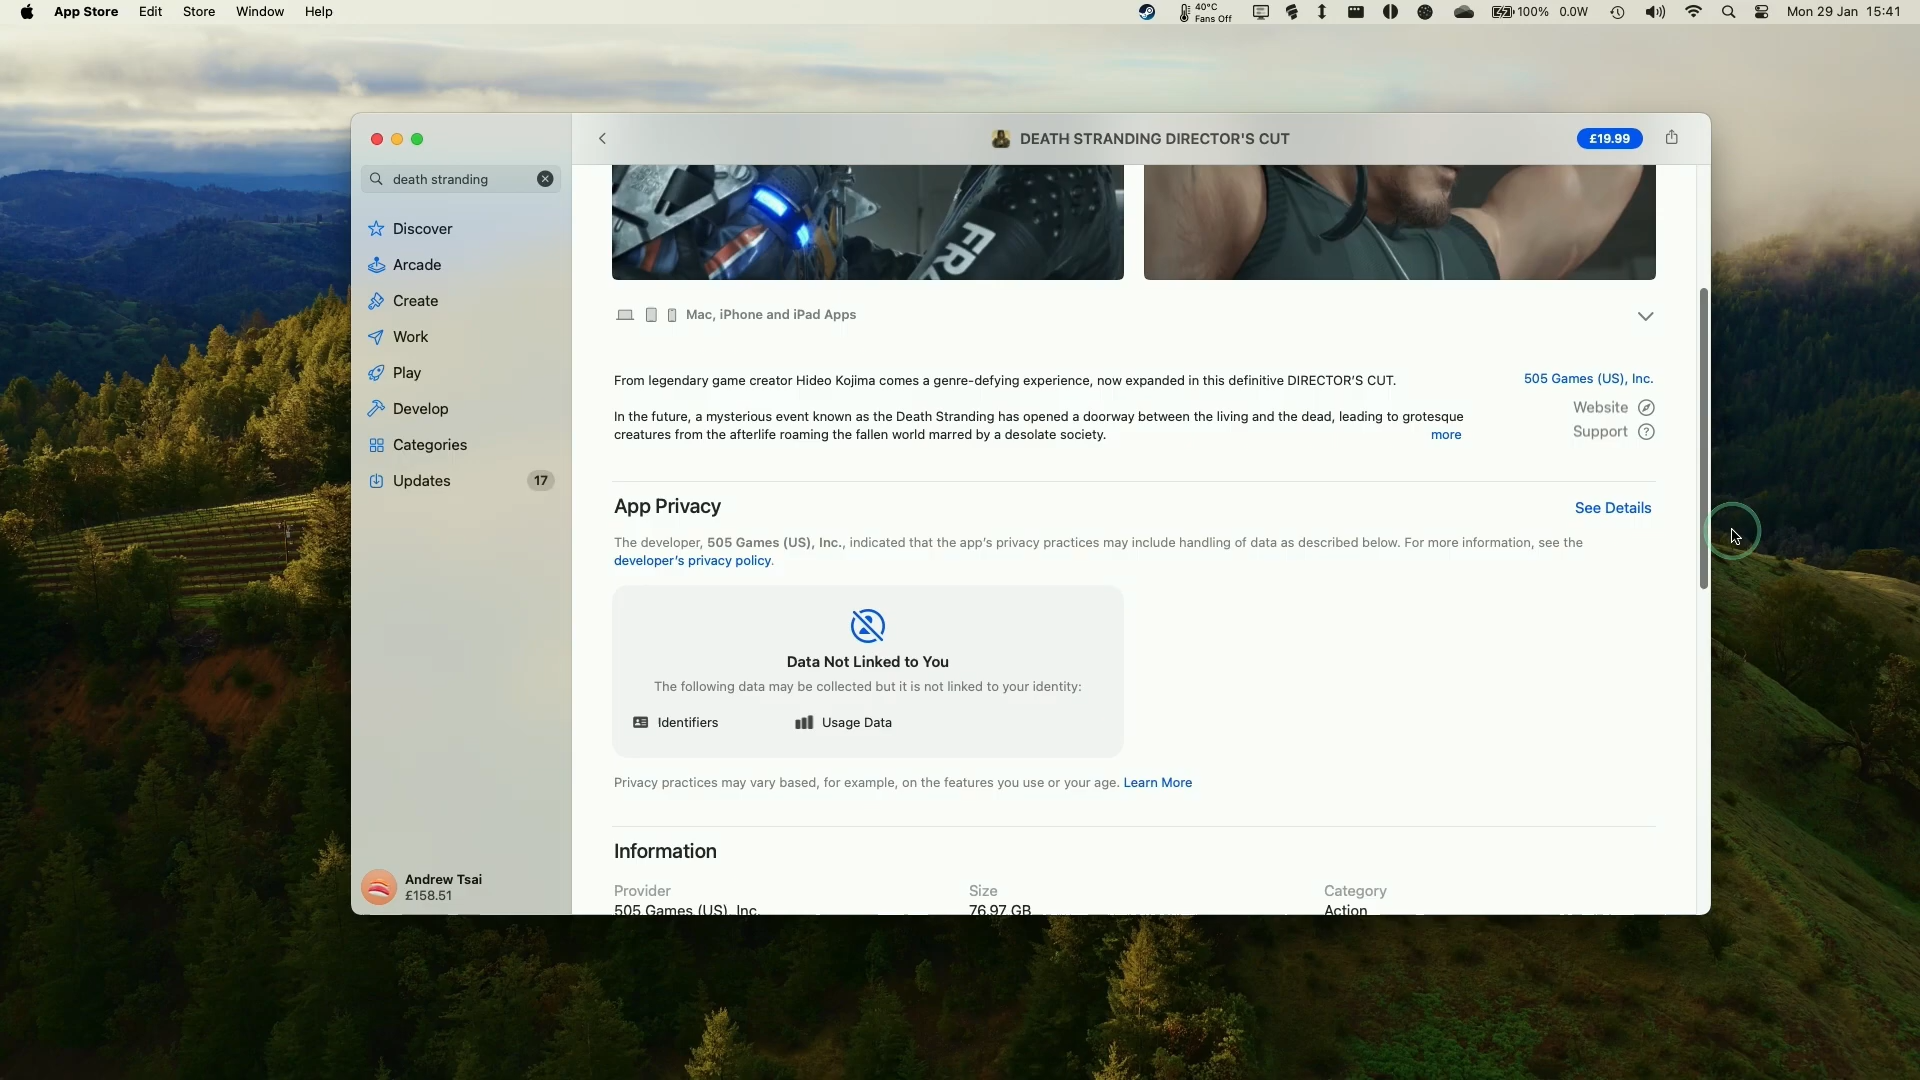 App Store Edit Store Window Help
40°C
Fans Off
100% 0.0W Mon 29 Jan 15:41
DEATH STRANDING DIRECTOR'S CUT
£19.99
death stranding
Discover
Arcade
Create
Work
Play
Develop
Categories
Updates 17
Andrew Tsai
£158.51
FRA
Mac, iPhone and iPad Apps
From legendary game creator Hideo Kojima comes a genre-defying experience, now expanded in this definitive DIRECTOR'S CUT.
In the future, a mysterious event known as the Death Stranding has opened a doorway between the living and the dead, leading to grotesque
creatures from the afterlife roaming the fallen world marred by a desolate society. more
505 Games (US), Inc.
Website
Support
App Privacy
See Details
The developer, 505 Games (US), Inc., indicated that the app's privacy practices may include handling of data as described below. For more information, see the
developer's privacy policy.
Data Not Linked to You
The following data may be collected but it is not linked to your identity:
Identifiers Usage Data
Privacy practices may vary based, for example, on the features you use or your age. Learn More
Information
Provider Size Category
505 Games (US), Inc. 76.97 GB Action